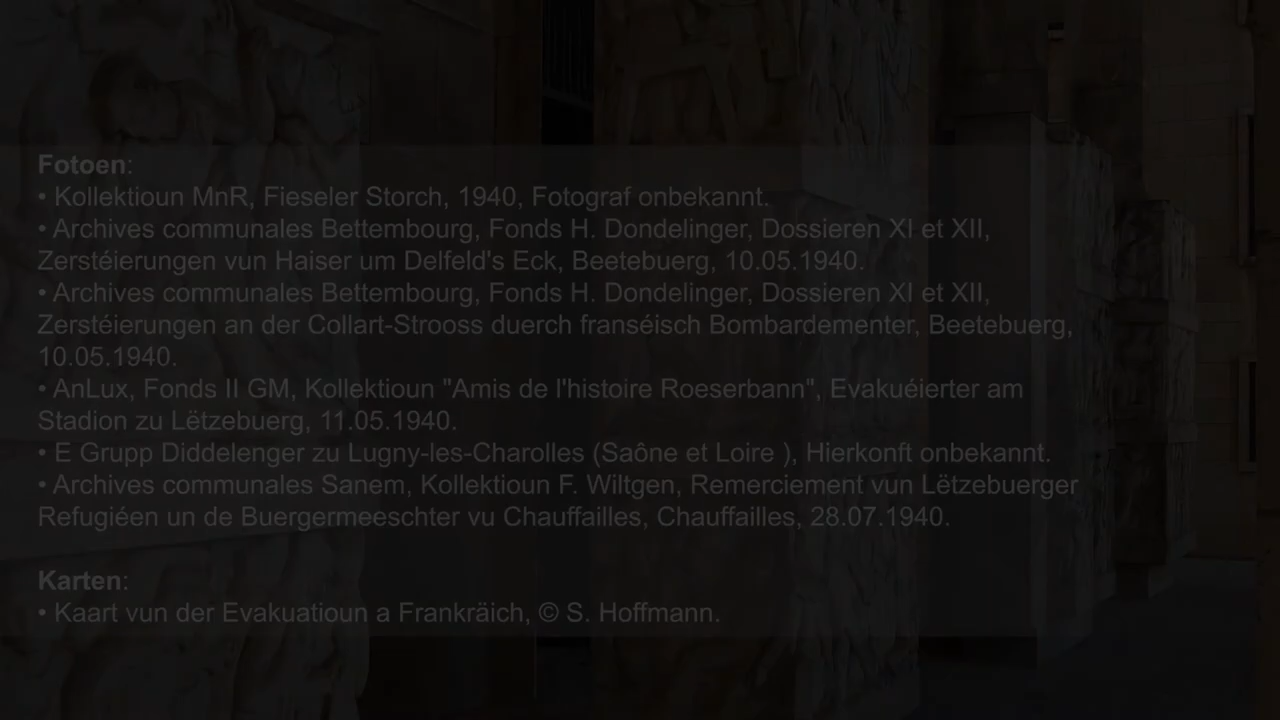 Fotoen:
• Kollektioun MnR, Fieseler Storch, 1940, Fotograf onbekannt.
• Archives communales Bettembourg, Fonds H. Dondelinger, Dossieren XI et XII,
Zerstéierungen vun Haiser um Delfeld's Eck, Beetebuerg, 10.05.1940.
• Archives communales Bettembourg, Fonds H. Dondelinger, Dossieren XI et XII,
Zerstéierungen an der Collart-Strooss duerch franséisch Bombardementer, Beetebuerg,
10.05.1940.
• AnLux, Fonds II GM, Kollektioun "Amis de l'histoire Roeserbann", Evakuéierter am
Stadion zu Lëtzebuerg, 11.05.1940.
• E Grupp Diddelenger zu Lugny-les-Charolles (Saône et Loire ), Hierkonft onbekannt.
• Archives communales Sanem, Kollektioun F. Wiltgen, Remerciement vun Lëtzebuerger
Refugiéen un de Buergermeeschter vu Chauffailles, Chauffailles, 28.07.1940.
Karten:
• Kaart vun der Evakuatioun a Frankräich, © S. Hoffmann.